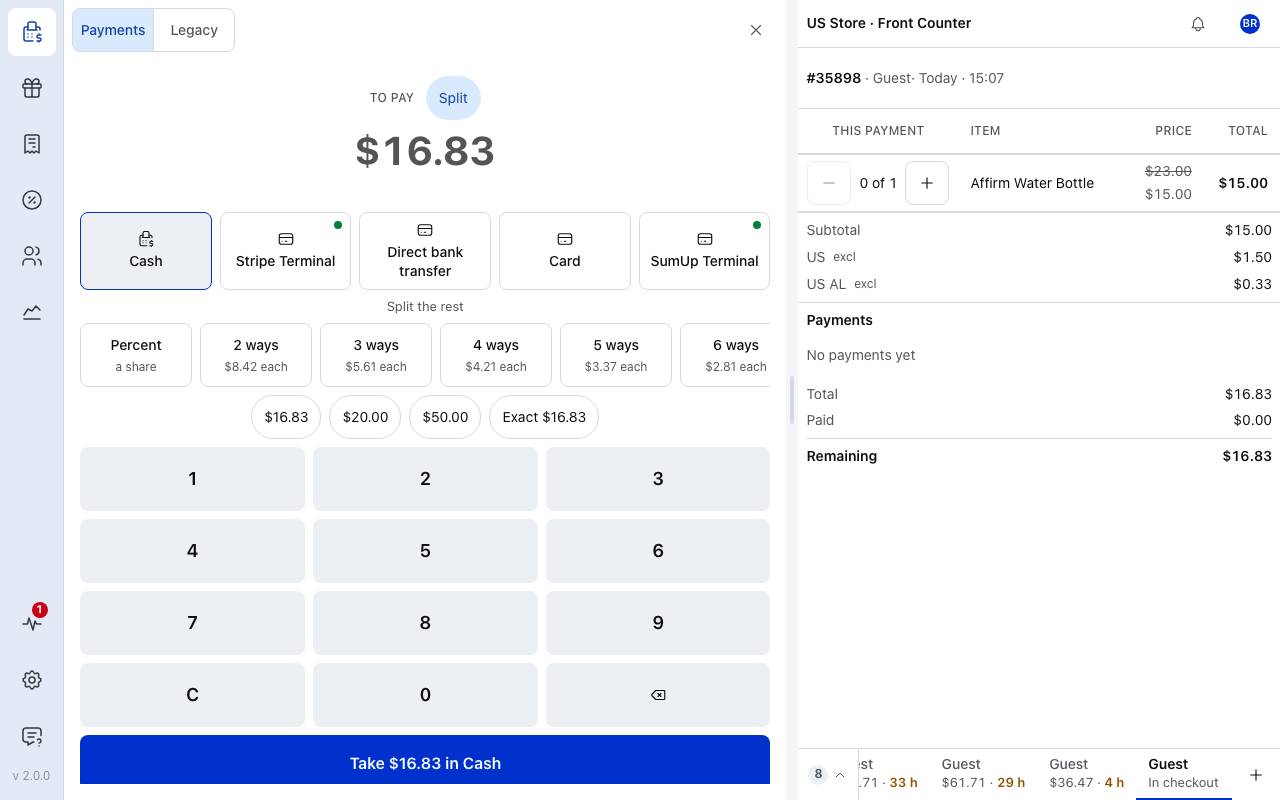 Payments
Legacy
TO PAY
Split
$16.83
Cash
Stripe Terminal
Direct bank
transfer
Card
SumUp Terminal
Split the rest
Percent
a share
2 ways
$8.42 each
3 ways
$5.61 each
4 ways
$4.21 each
5 ways
$3.37 each
6 ways
$2.81 each
$16.83
$20.00
$50.00
Exact $16.83
1
2
3
4
5
6
7
8
9
C
0
Take $16.83 in Cash
1
v 2.0.0
US Store · Front Counter
BR
#35898 · Guest· Today · 15:07
THIS PAYMENT
ITEM
PRICE
TOTAL
0 of 1
Affirm Water Bottle
$23.00
$15.00
$15.00
Subtotal
$15.00
US excl
$1.50
US AL excl
$0.33
Payments
No payments yet
Total
$16.83
Paid
$0.00
Remaining
$16.83
8
est
.71 · 33 h
Guest
$61.71 · 29 h
Guest
$36.47 · 4 h
Guest
In checkout